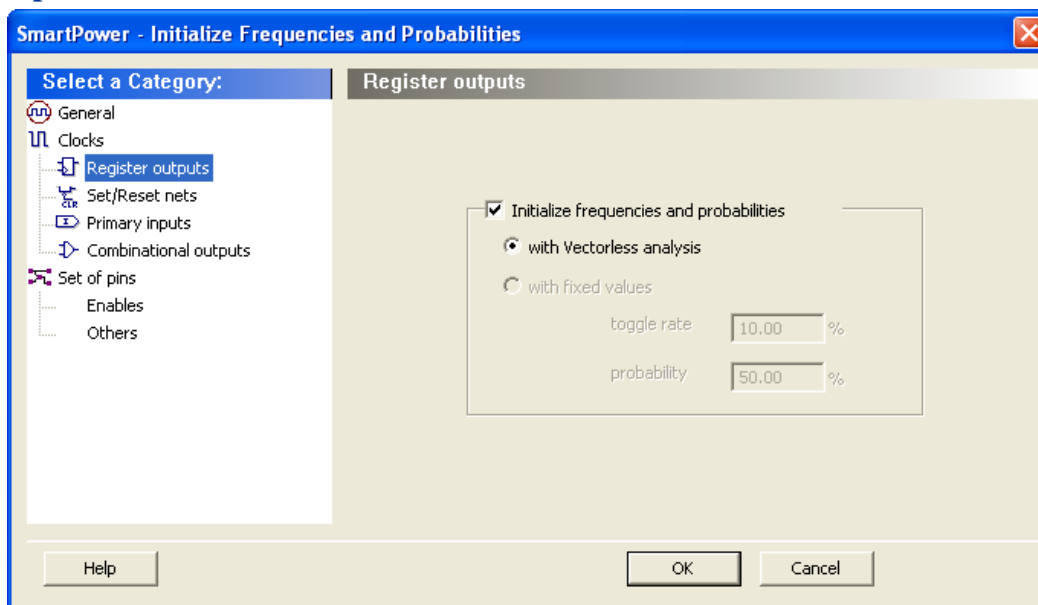 SmartPower - Initialize Frequencies and Probabilities
Select a Category:
Register outputs
General
Clocks
Register outputs
CLR
Set/Reset nets
Primary inputs
Combinational outputs
Set of pins
Enables
Others
Initialize frequencies and probabilities
with Vectorless analysis
with fixed values
toggle rate 10.00 %
probability 50.00 %
Help
OK
Cancel